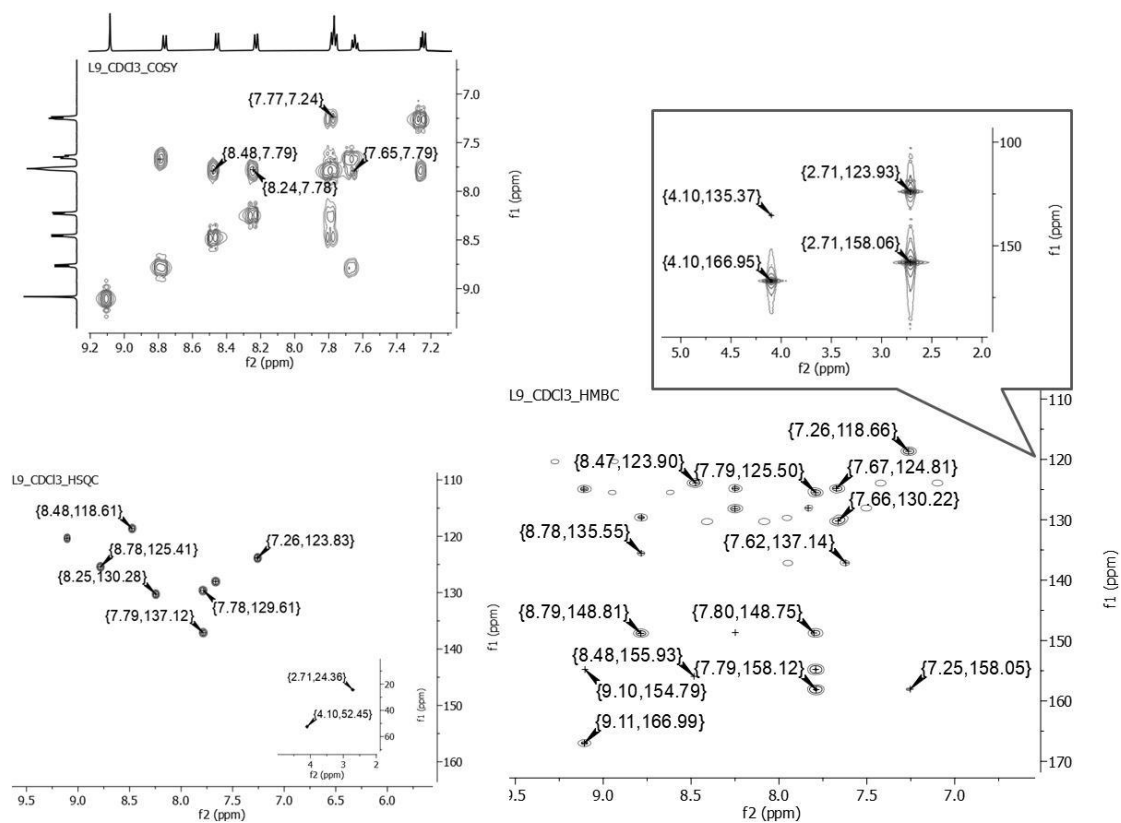 L9_CDCl3_COSY
{7.77,7.24}
{8.48,7.79}
{7.65,7.79}
{8.24,7.78}
7.0
7.5
8.0
8.5
9.0
f1 (ppm)
9.2 9.0 8.8 8.6 8.4 8.2 8.0 7.8 7.6 7.4 7.2
f2 (ppm)
{4.10,135.37}
{2.71,123.93}
{4.10,166.95}
{2.71,158.06}
100
150
f1 (ppm)
5.0 4.5 4.0 3.5 3.0 2.5 2.0
f2 (ppm)
L9_CDCl3_HSQC
{8.48,118.61}
{8.78,125.41}
{8.25,130.28}
{7.79,137.12}
{7.26,123.83}
{7.78,129.61}
{2.71,24.36}
{4.10,52.45}
20
40
60
f1 (ppm)
4 3 2
f2 (ppm)
110
120
130
140
150
160
f1 (ppm)
9.5 9.0 8.5 8.0 7.5 7.0 6.5 6.0
f2 (ppm)
L9_CDCl3_HMBC
{7.26,118.66}
{8.47,123.90}
{7.79,125.50}
{7.67,124.81}
{7.66,130.22}
{8.78,135.55}
{7.62,137.14}
{8.79,148.81}
{7.80,148.75}
{8.48,155.93}
{7.79,158.12}
{7.25,158.05}
{9.10,154.79}
{9.11,166.99}
110
120
130
140
150
160
170
f1 (ppm)
9.5 9.0 8.5 8.0 7.5 7.0
f2 (ppm)